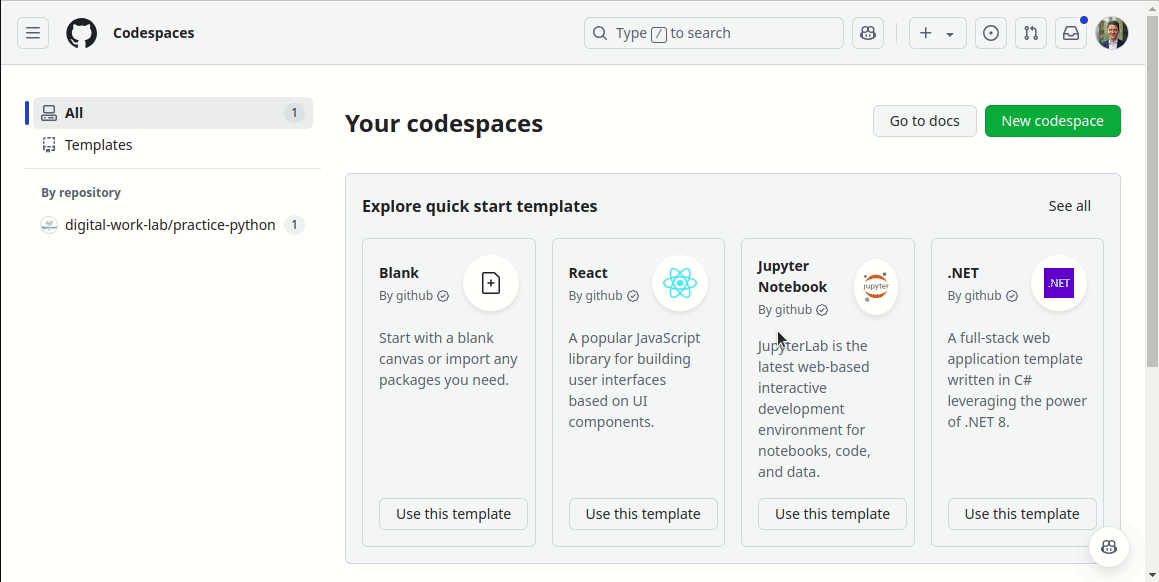 Codespaces
Type / to search
All
1
Templates
By repository
digital-work-lab/practice-python
1
Your codespaces
Go to docs
New codespace
Explore quick start templates
See all
Blank
By github
Start with a blank
canvas or import any
packages you need.
Use this template
React
By github
A popular JavaScript
library for building
user interfaces
based on UI
components.
Use this template
Jupyter
Notebook
By github
jupyter
JupyterLab is the
latest web-based
interactive
development
environment for
notebooks, code,
and data.
Use this template
.NET
By github
.NET
A full-stack web
application template
written in C#
leveraging the power
of .NET 8.
Use this template